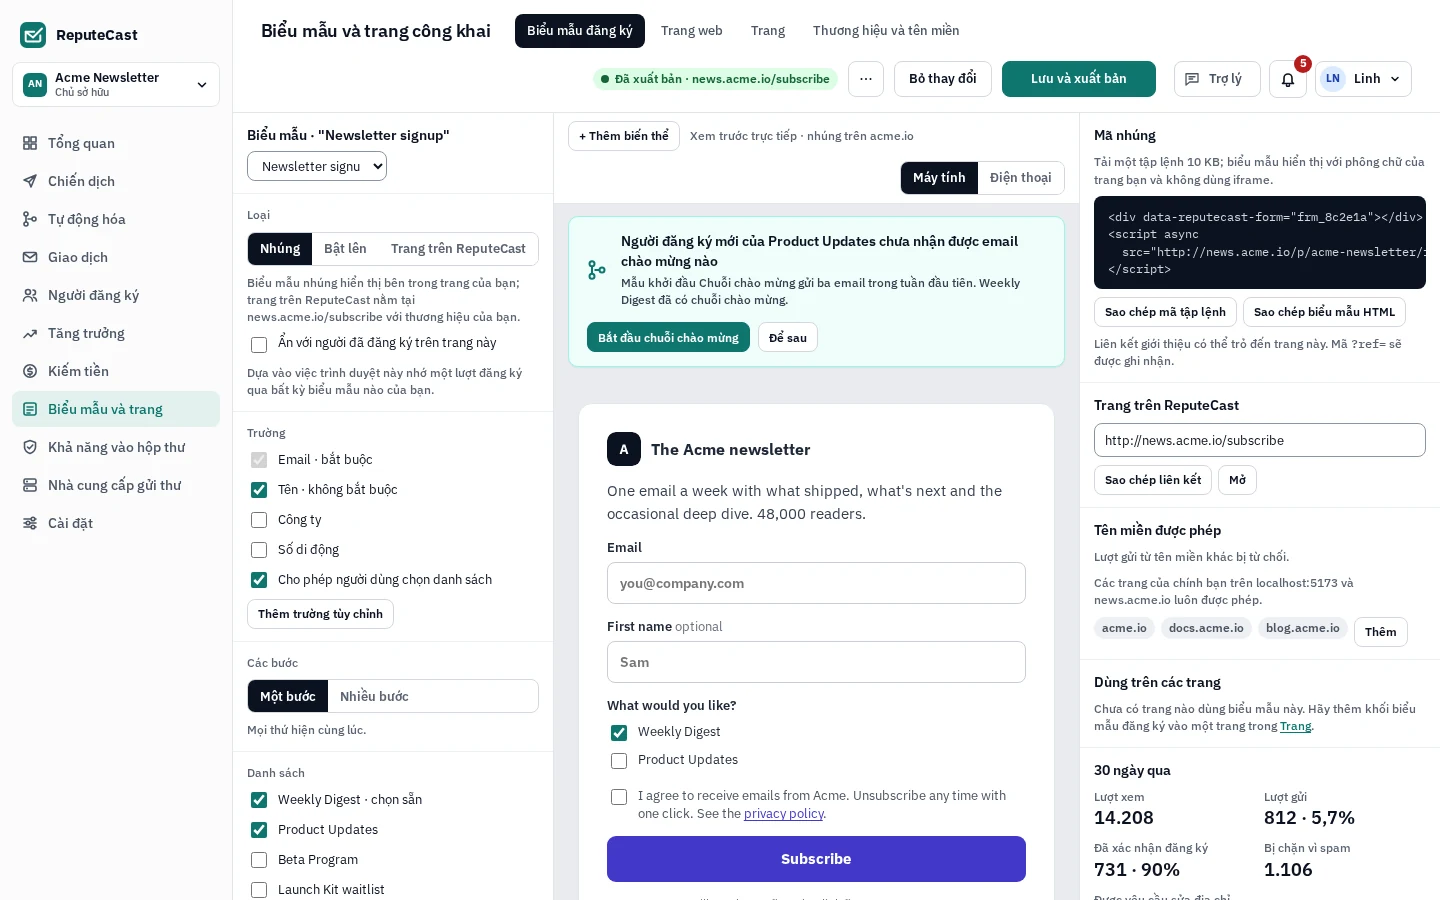 ReputeCast
AN
Acme Newsletter
Chủ sở hữu
Tổng quan
Chiến dịch
Tự động hóa
Giao dịch
Người đăng ký
Tăng trưởng
Kiếm tiền
Biểu mẫu và trang
Khả năng vào hộp thư
Nhà cung cấp gửi thư
Cài đặt
Biểu mẫu và trang công khai
Biểu mẫu đăng ký
Trang web
Trang
Thương hiệu và tên miền
Đã xuất bản · news.acme.io/subscribe
Bỏ thay đổi
Lưu và xuất bản
Trợ lý
5
LN
Linh
Biểu mẫu · "Newsletter signup"
Newsletter signu
Loại
Nhúng
Bật lên
Trang trên ReputeCast
Biểu mẫu nhúng hiển thị bên trong trang của bạn;
trang trên ReputeCast nằm tại
news.acme.io/subscribe với thương hiệu của bạn.
Ẩn với người đã đăng ký trên trang này
Dựa vào việc trình duyệt này nhớ một lượt đăng ký
qua bất kỳ biểu mẫu nào của bạn.
Trường
Email · bắt buộc
Tên · không bắt buộc
Công ty
Số di động
Cho phép người dùng chọn danh sách
Thêm trường tùy chỉnh
Các bước
Một bước
Nhiều bước
Mọi thứ hiện cùng lúc.
Danh sách
Weekly Digest · chọn sẵn
Product Updates
Beta Program
Launch Kit waitlist
+ Thêm biến thể
Xem trước trực tiếp · nhúng trên acme.io
Máy tính
Điện thoại
Người đăng ký mới của Product Updates chưa nhận được email
chào mừng nào
Mẫu khởi đầu Chuỗi chào mừng gửi ba email trong tuần đầu tiên. Weekly
Digest đã có chuỗi chào mừng.
Bắt đầu chuỗi chào mừng
Để sau
A
The Acme newsletter
One email a week with what shipped, what's next and the
occasional deep dive. 48,000 readers.
Email
you@company.com
First name optional
Sam
What would you like?
Weekly Digest
Product Updates
I agree to receive emails from Acme. Unsubscribe any time with
one click. See the privacy policy.
Subscribe
Mã nhúng
Tải một tập lệnh 10 KB; biểu mẫu hiển thị với phông chữ của
trang bạn và không dùng iframe.
<div data-reputecast-form="frm_8c2e1a"></div>
<script async
src="http://news.acme.io/p/acme-newsletter/
</script>
Sao chép mã tập lệnh
Sao chép biểu mẫu HTML
Liên kết giới thiệu có thể trỏ đến trang này. Mã ?ref= sẽ
được ghi nhận.
Trang trên ReputeCast
http://news.acme.io/subscribe
Sao chép liên kết
Mở
Tên miền được phép
Lượt gửi từ tên miền khác bị từ chối.
Các trang của chính bạn trên localhost:5173 và
news.acme.io luôn được phép.
acme.io
docs.acme.io
blog.acme.io
Thêm
Dùng trên các trang
Chưa có trang nào dùng biểu mẫu này. Hãy thêm khối biểu
mẫu đăng ký vào một trang trong Trang.
30 ngày qua
Lượt xem
14.208
Lượt gửi
812 · 5,7%
Đã xác nhận đăng ký
731 · 90%
Bị chặn vì spam
1.106